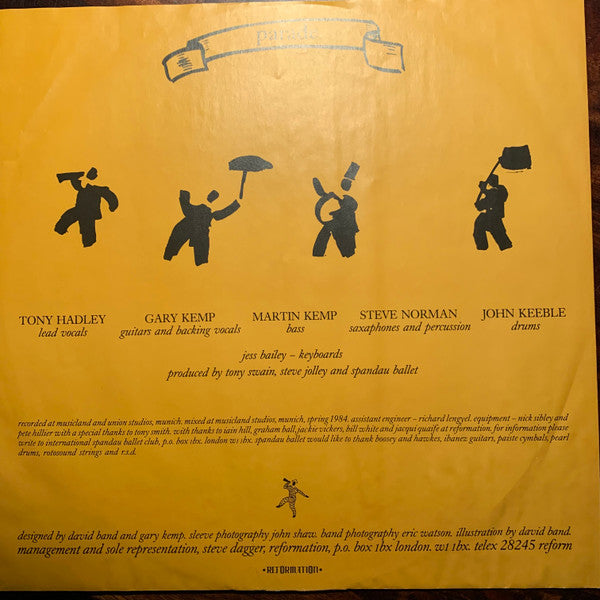 parade
TONY HADLEY GARY KEMP MARTIN KEMP STEVE NORMAN JOHN KEEBLE
lead vocals guitars and backing vocals bass saxaphones and percussion drums
jess bailey – keyboards
produced by tony swain, steve jolley and spandau ballet
recorded at musicland and union studios, munich. mixed at musicland studios, munich, spring 1984. assistant engineer – richard lengyel. equipment – nick sibley and
pete hillier with a special thanks to tony smith. with thanks to iain hill, graham ball, jackie vickers, bill white and jacqui quaife at reformation. for information please
write to international spandau ballet club, p.o. box 1bx. london w1 1bx. spandau ballet would like to thank boosey and hawkes, ibanez guitars, paiste cymbals, pearl
drums, rotosound strings and r.s.d.
designed by david band and gary kemp. sleeve photography john shaw. band photography eric watson. illustration by david band.
management and sole representation, steve dagger, reformation, p.o. box 1bx london. w1 1bx. telex 28245 reform
•REFORMATION•